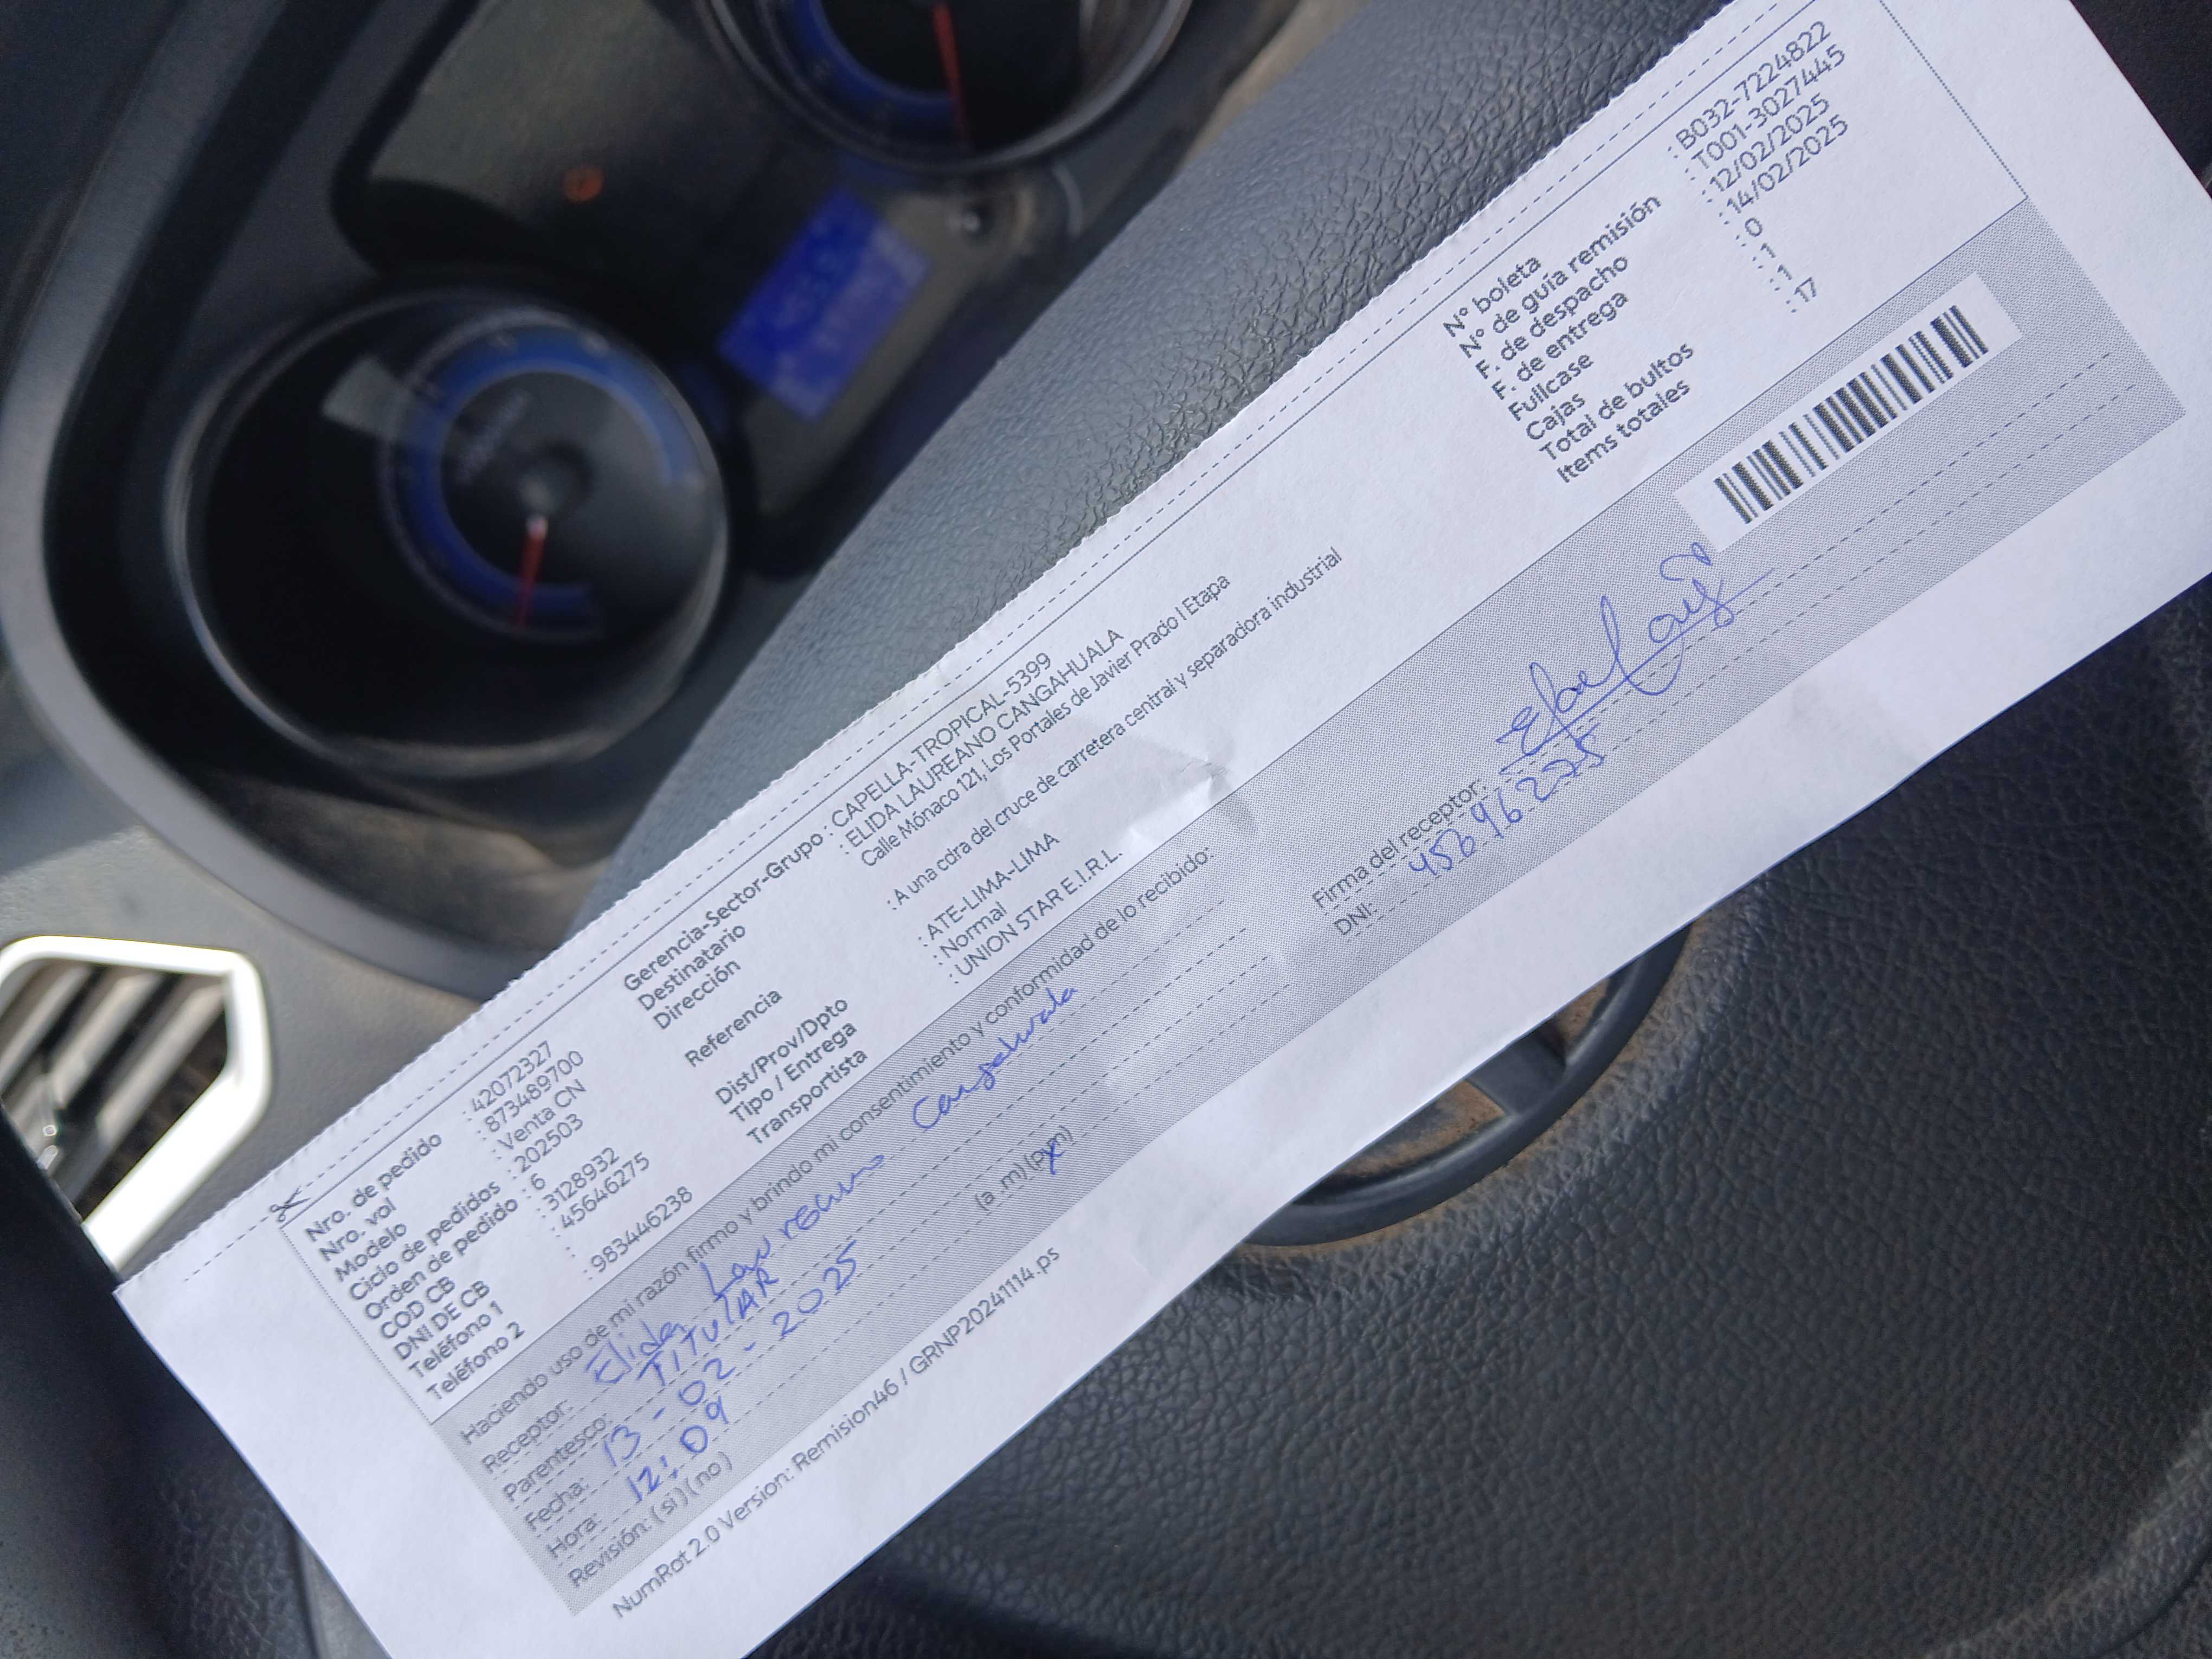 Nro. de pedido : 42072327
Nro. vol : 873489700
Modelo : Venta CN
Ciclo de pedidos : 202503
Orden de pedido : 6
COD CB : 3128932
DNI DE CB : 45646275
Teléfono 1 :
Teléfono 2 : 983446238
Gerencia-Sector-Grupo : CAPELLA-TROPICAL-5399
Destinatario : ELIDA LAUREANO CANGAHUALA
Dirección Calle Mónaco 121, Los Portales de Javier Prado I Etapa
Referencia : A una cdra del cruce de carretera central y separadora industrial
Dist/Prov/Dpto : ATE-LIMA-LIMA
Tipo / Entrega : Normal
Transportista : UNION STAR E.I.R.L.
N° boleta : B032-7224822
N° de guía remisión : T001-3027445
F. de despacho : 12/02/2025
F. de entrega : 14/02/2025
Fullcase : 0
Cajas : 1
Total de bultos : 1
Items totales : 17
Haciendo uso de mi razón firmo y brindo mi consentimiento y conformidad de lo recibido:
Receptor: Elida Laureano Cangahuala
Parentesco: TITULAR
Fecha: 13-02-2025
Hora: 12:09 (a .m) (p.m)
Revisión: ( si ) ( no )
Firma del receptor:
DNI:
NumRot 2.0 Version: Remision46 / GRNP20241114.ps